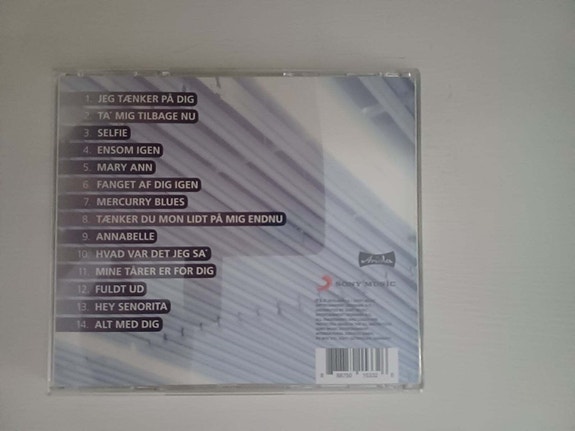 1. JEG TÆNKER PÅ DIG
2. TA' MIG TILBAGE NU
3. SELFIE
4. ENSOM IGEN
5. MARY ANN
6. FANGET AF DIG IGEN
7. MERCURRY BLUES
8. TÆNKER DU MON LIDT PÅ MIG ENDNU
9. ANNABELLE
10. HVAD VAR DET JEG SA'
11. MINE TÅRER ER FOR DIG
12. FULDT UD
13. HEY SENORITA
14. ALT MED DIG
SONY MUSIC